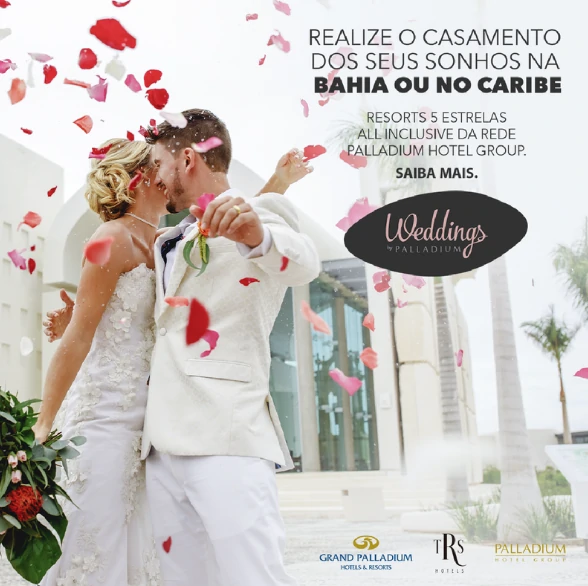 REALIZE O CASAMENTO
DOS SEUS SONHOS NA
BAHIA OU NO CARIBE
RESORTS 5 ESTRELAS
ALL INCLUSIVE DA REDE
PALLADIUM HOTEL GROUP.
SAIBA MAIS.
Weddings
BY PALLADIUM
GRAND PALLADIUM
HOTELS & RESORTS
TRS
HOTELS
PALLADIUM
HOTEL GROUP